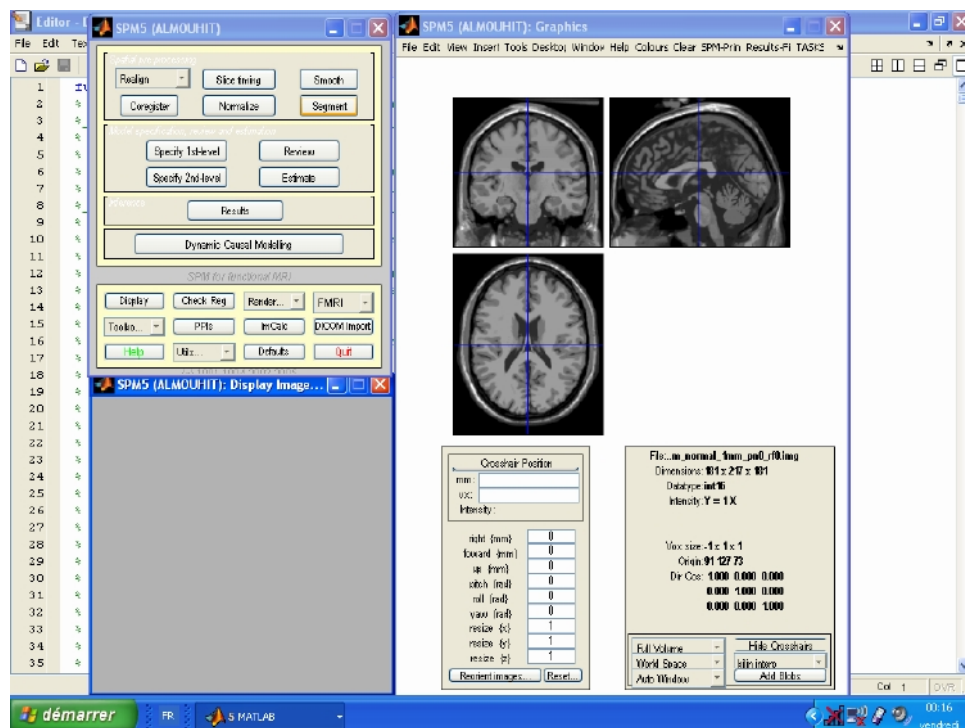 Editor -
File Edit Tex
SPM5 (ALMOUHIT)
Realign
Slice timing
Smooth
Coregister
Normalize
Segment
Specify 1st-level
Review
Specify 2nd-level
Estimate
Results
Dynamic Causal Modelling
SPM for functional MRI
Display
Check Reg
Render...
FMRI
Toolbo...
PPIs
ImCalc
DICOM Import
Help
Utils...
Defaults
Quit
SPM5 (ALMOUHIT): Display Image...
1
2
3
4
5
6
7
8
9
10
11
12
13
14
15
16
17
18
19
20
21
22
23
24
25
26
27
28
29
30
31
32
33
34
35
SPM5 (ALMOUHIT): Graphics
File Edit View Insert Tools Desktop Window Help Colours Clear SPM-Prin Results-Fi TASKS
Crosshair Position
mm:
vx:
Intensity:
right {mm} 0
foward {mm} 0
up {mm} 0
pitch {rad} 0
roll {rad} 0
yaw {rad} 0
resize {x} 1
resize {y} 1
resize {z} 1
Reorient images... Reset...
File:..m_normal_1mm_pn0_rf0.img
Dimensions: 181 x 217 x 181
Datatype: int16
Intensity: Y = 1 X
Vox size: -1 x 1 x 1
Origin: 91 127 73
Dir Cos: 1.000 0.000 0.000
0.000 1.000 0.000
0.000 0.000 1.000
Full Volume
Hide Crosshairs
World Space
bilin interp
Auto Window
Add Blobs
Col 1 OVR
démarrer
FR
5 MATLAB
00:16
vendredi